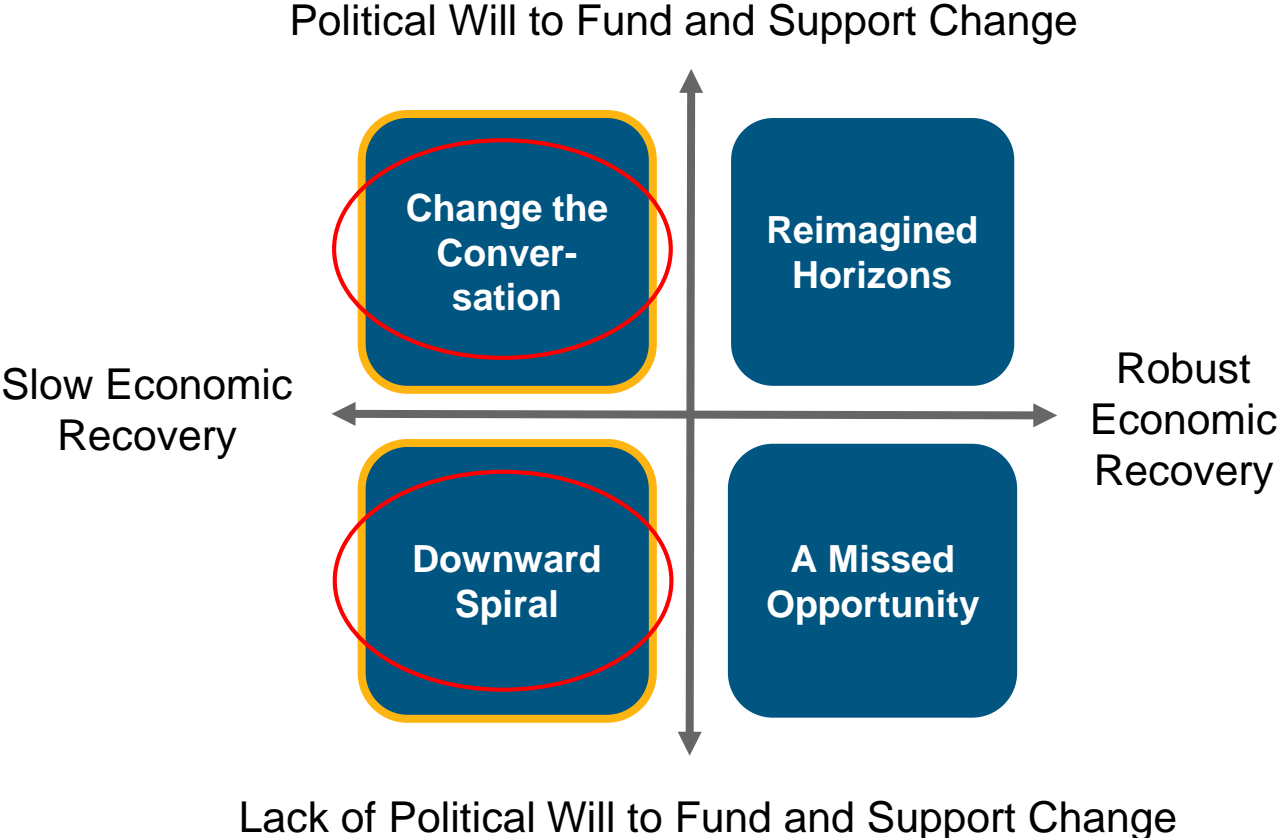 Political Will to Fund and Support Change
Change the
Conver-
sation
Reimagined
Horizons
Slow Economic
Recovery
Robust
Economic
Recovery
Downward
Spiral
A Missed
Opportunity
Lack of Political Will to Fund and Support Change